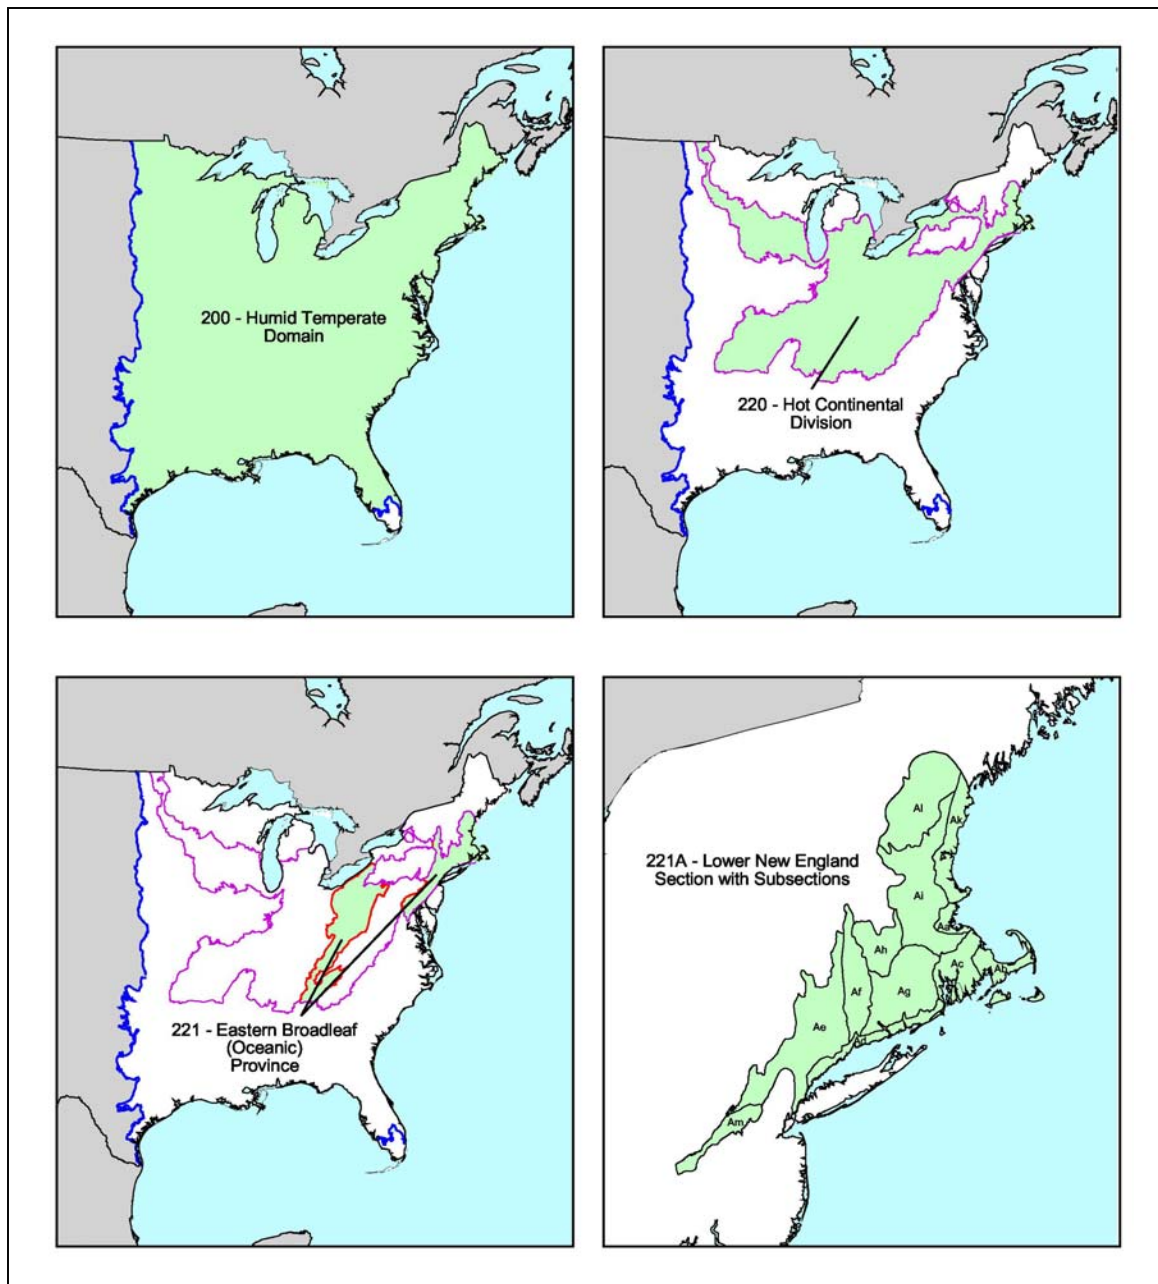 200 - Humid Temperate
Domain
220 - Hot Continental
Division
221 - Eastern Broadleaf
(Oceanic)
Province
221A - Lower New England
Section with Subsections
Al
Ak
Ai
Aa
Ah
Ac
Ab
Af
Ag
Ae
Ad
Am